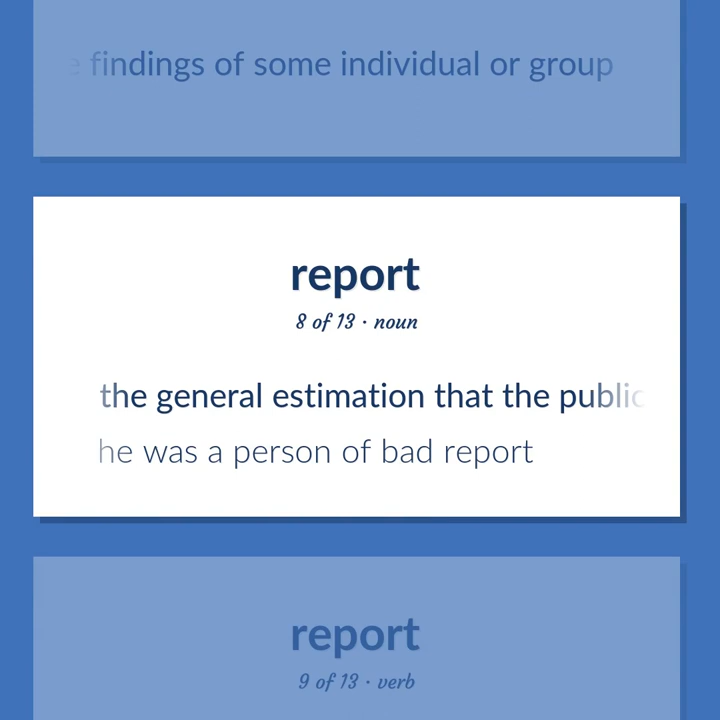 findings of some individual or group
report
8 of 13 · noun
the general estimation that the public
he was a person of bad report
report
9 of 13 · verb